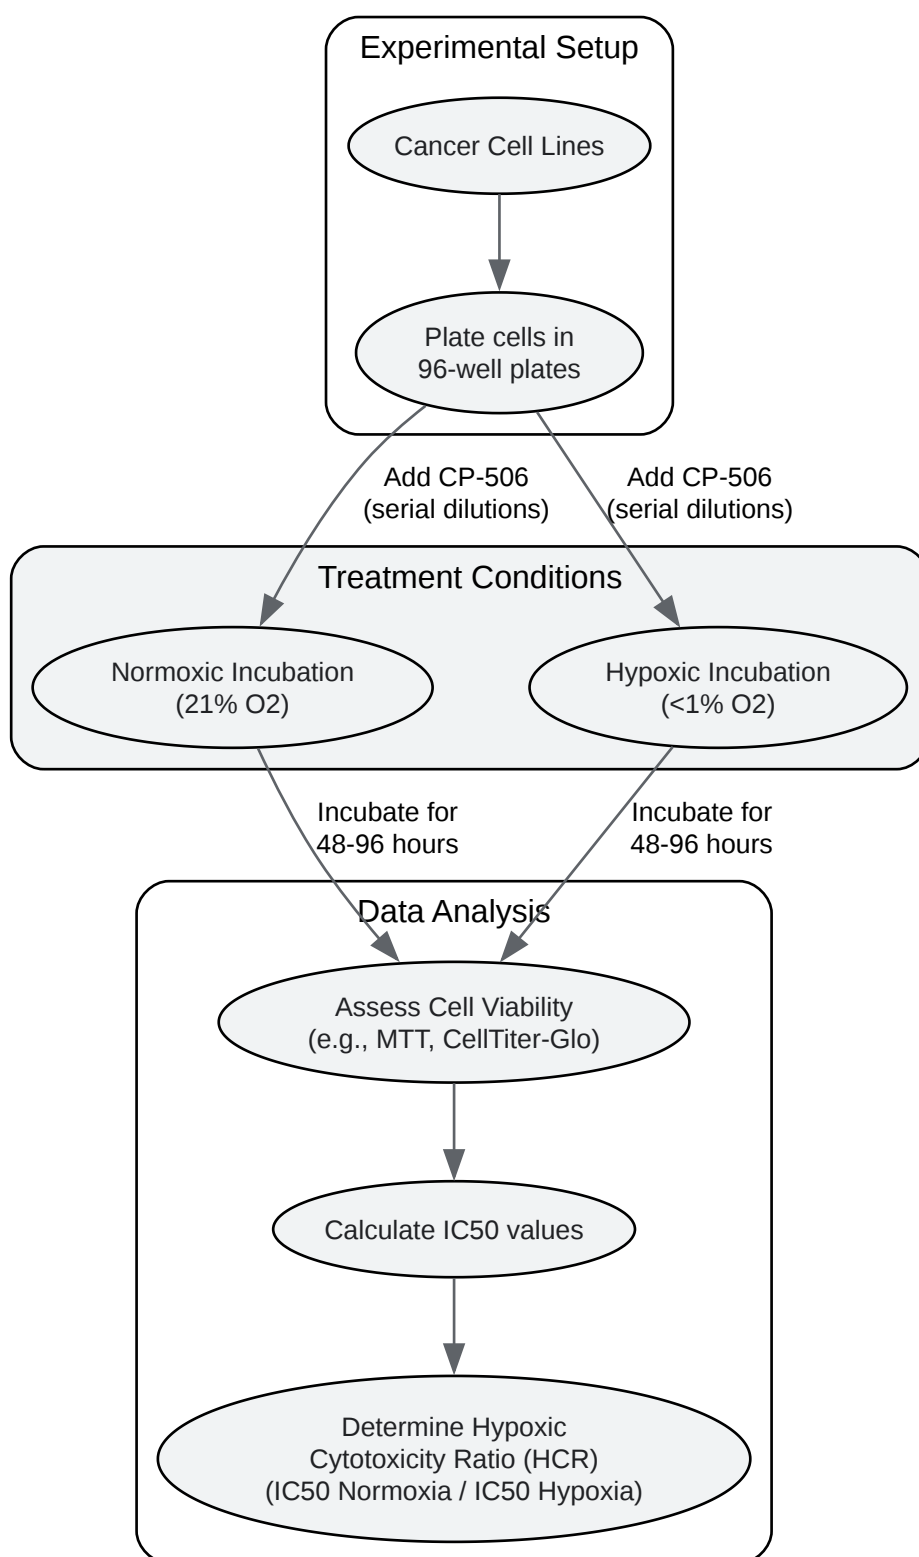 Experimental Setup
Cancer Cell Lines
Plate cells in
96-well plates
Add CP-506
(serial dilutions)
Add CP-506
(serial dilutions)
Treatment Conditions
Normoxic Incubation
(21% O2)
Hypoxic Incubation
(<1% O2)
Incubate for
48-96 hours
Incubate for
48-96 hours
Data Analysis
Assess Cell Viability
(e.g., MTT, CellTiter-Glo)
Calculate IC50 values
Determine Hypoxic
Cytotoxicity Ratio (HCR)
(IC50 Normoxia / IC50 Hypoxia)